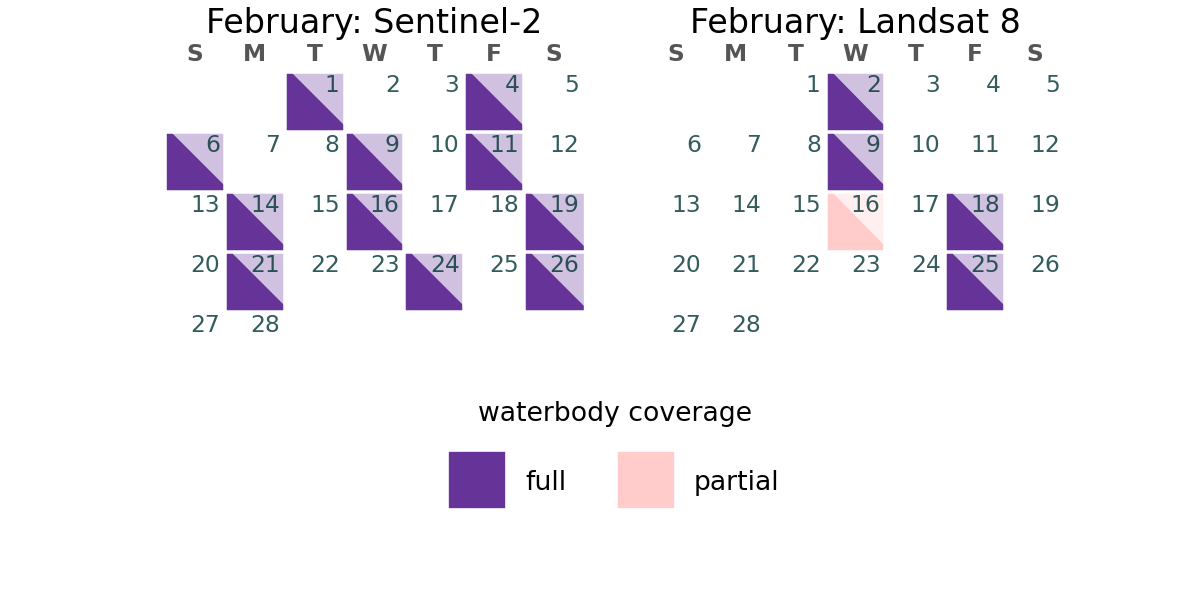 February: Sentinel-2
S M T W T F S
1 2 3 4 5
6 7 8 9 10 11 12
13 14 15 16 17 18 19
20 21 22 23 24 25 26
27 28
February: Landsat 8
S M T W T F S
1 2 3 4 5
6 7 8 9 10 11 12
13 14 15 16 17 18 19
20 21 22 23 24 25 26
27 28
waterbody coverage
full partial